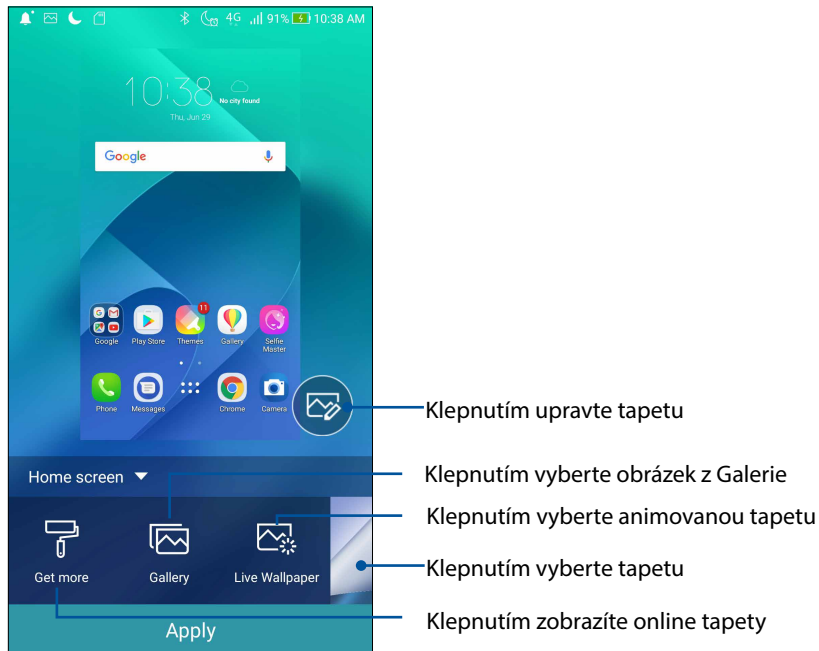 4G 91% 10:38 AM
10:38
No city found
Thu, Jun 29
Google
11
Google Play Store Themes Gallery Selfie Master
Phone Messages Chrome Camera
Klepnutím upravte tapetu
Home screen
Klepnutím vyberte obrázek z Galerie
Klepnutím vyberte animovanou tapetu
Get more Gallery Live Wallpaper
Klepnutím vyberte tapetu
Klepnutím zobrazíte online tapety
Apply